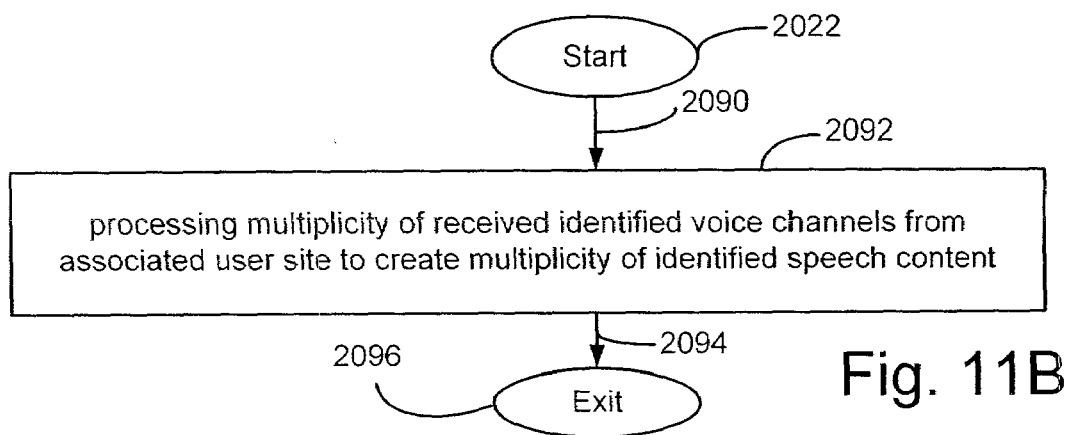 Start
2022
2090
2092
processing multiplicity of received identified voice channels from
associated user site to create multiplicity of identified speech content
2094
2096
Exit
Fig. 11B